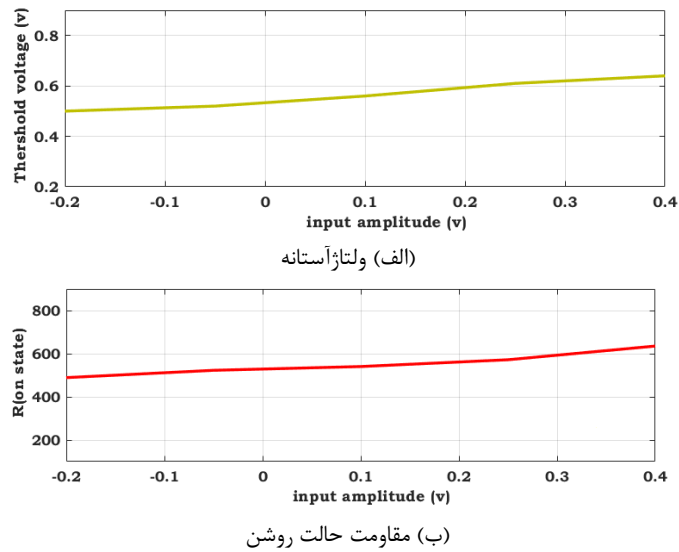 Thershold voltage (v)
0.8
0.6
0.4
0.2
-0.2 -0.1 0 0.1 0.2 0.3 0.4
input amplitude (v)
(الف) ولتاژآستانه
R(on state)
800
600
400
200
-0.2 -0.1 0 0.1 0.2 0.3 0.4
input amplitude (v)
(ب) مقاومت حالت روشن